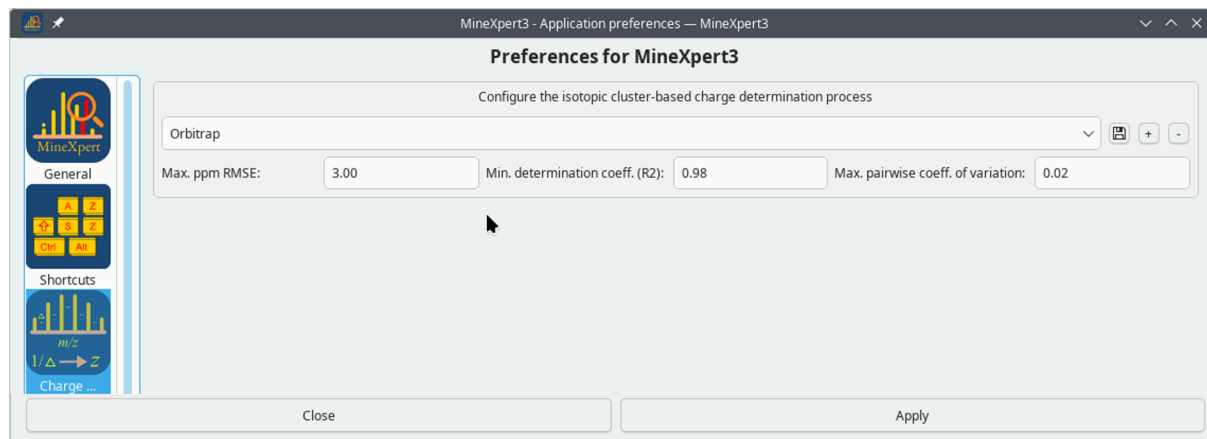 MineXpert3 - Application preferences — MineXpert3
Preferences for MineXpert3
MineXpert
General
A Z
S Z
Ctrl Alt
Shortcuts
m/z
1/△ → Z
Charge ...
Configure the isotopic cluster-based charge determination process
Orbitrap
+ -
Max. ppm RMSE: 3.00 Min. determination coeff. (R2): 0.98 Max. pairwise coeff. of variation: 0.02
Close Apply